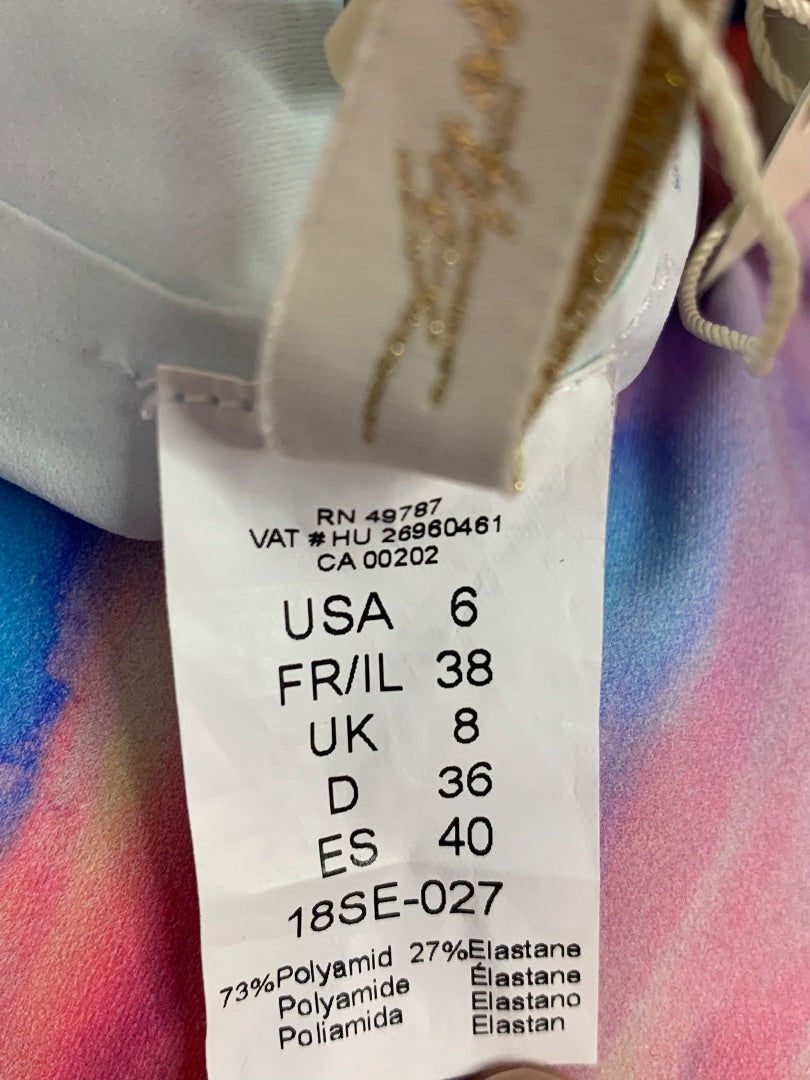 RN 49787
VAT # HU 26960461
CA 00202
USA 6
FR/IL 38
UK 8
D 36
ES 40
18SE-027
73%Polyamid 27%Elastane
Polyamide Élastane
Poliamida Elastano
Elastan